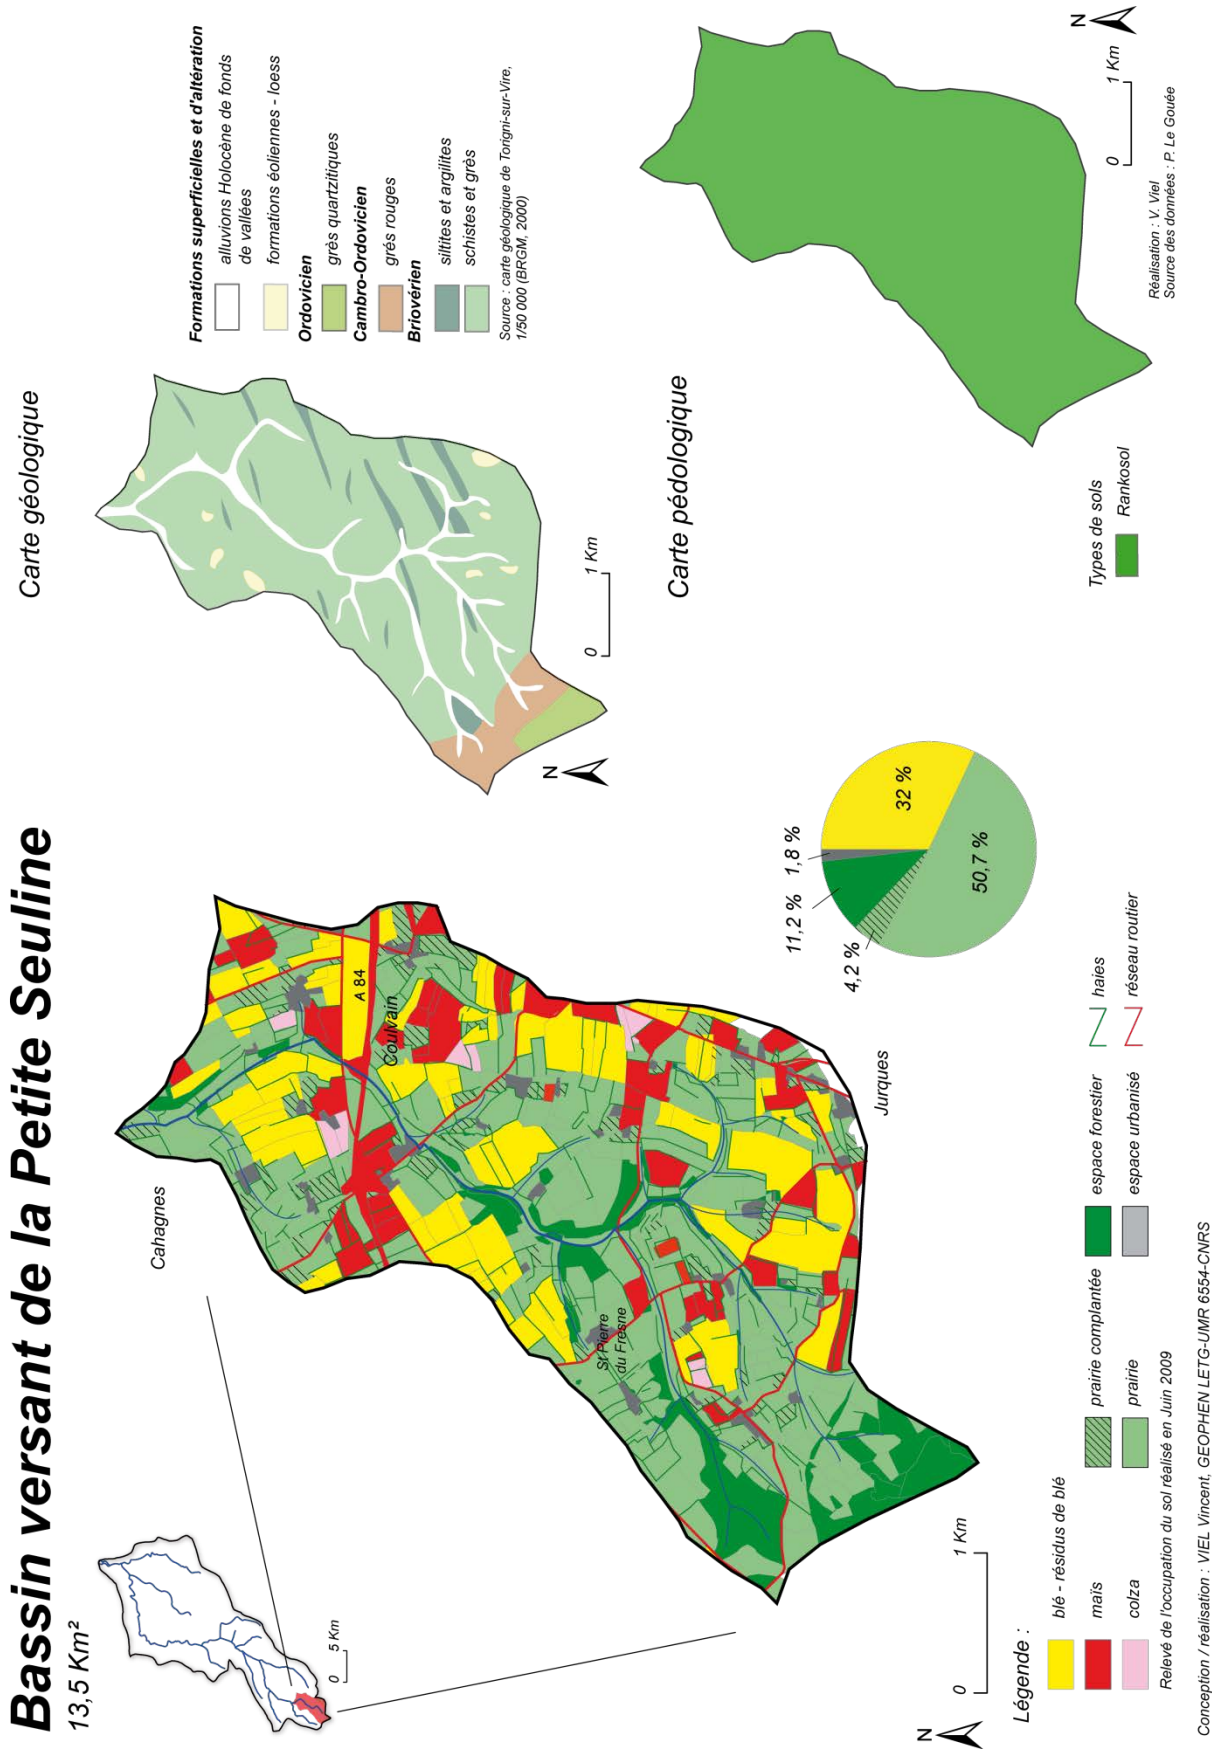 Bassin versant de la Petite Seuline
13,5 Km²
0 5 Km
Cahagnes
A 84
Coulvain
St Pierre
du Fresne
Jurques
N
0 1 Km
Légende :
blé - résidus de blé
maïs
colza
prairie complantée
prairie
espace forestier
espace urbanisé
haies
réseau routier
Relevé de l'occupation du sol réalisé en Juin 2009
Conception / réalisation : VIEL Vincent, GEOPHEN LETG-UMR 6554-CNRS
1,8 %
11,2 %
4,2 %
32 %
50,7 %
Carte géologique
N
0 1 Km
Formations superficielles et d'altération
alluvions Holocène de fonds
de vallées
formations éoliennes - loess
Ordovicien
grès quartzitiques
Cambro-Ordovicien
grés rouges
Briovérien
siltites et argilites
schistes et grès
Source : carte géologique de Torigni-sur-Vire,
1/50 000 (BRGM, 2000)
Carte pédologique
Types de sols
Rankosol
N
0 1 Km
Réalisation : V. Viel
Source des données : P. Le Gouée